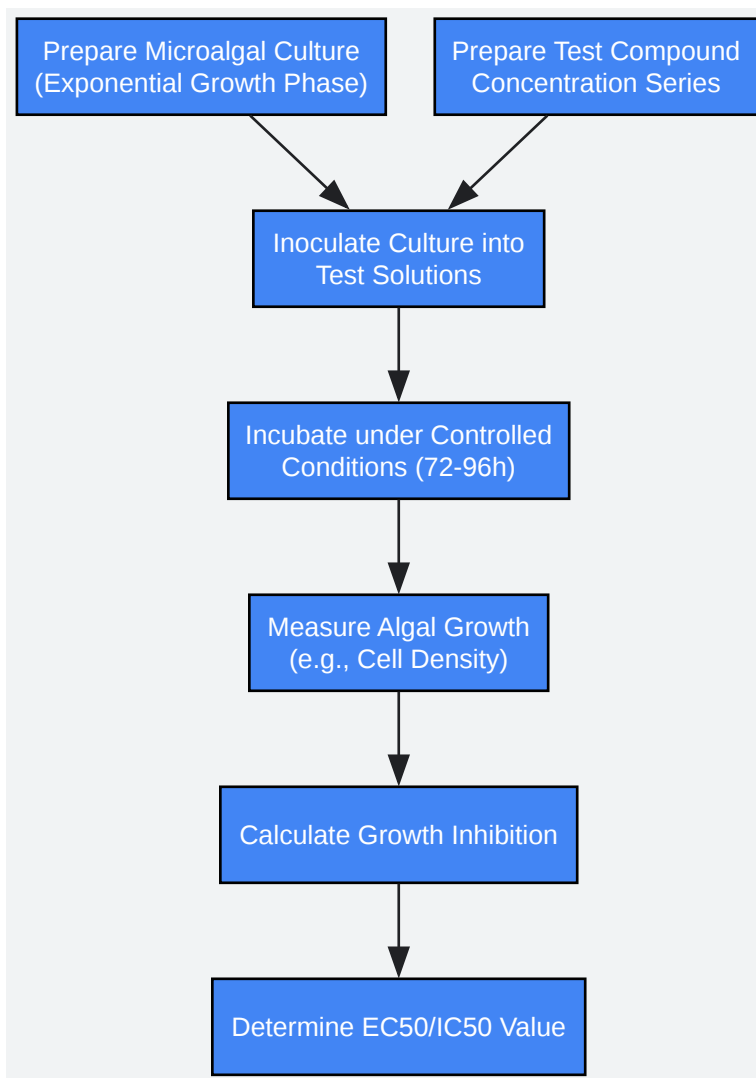 Prepare Microalgal Culture
(Exponential Growth Phase)
Prepare Test Compound
Concentration Series
Inoculate Culture into
Test Solutions
Incubate under Controlled
Conditions (72-96h)
Measure Algal Growth
(e.g., Cell Density)
Calculate Growth Inhibition
Determine EC50/IC50 Value